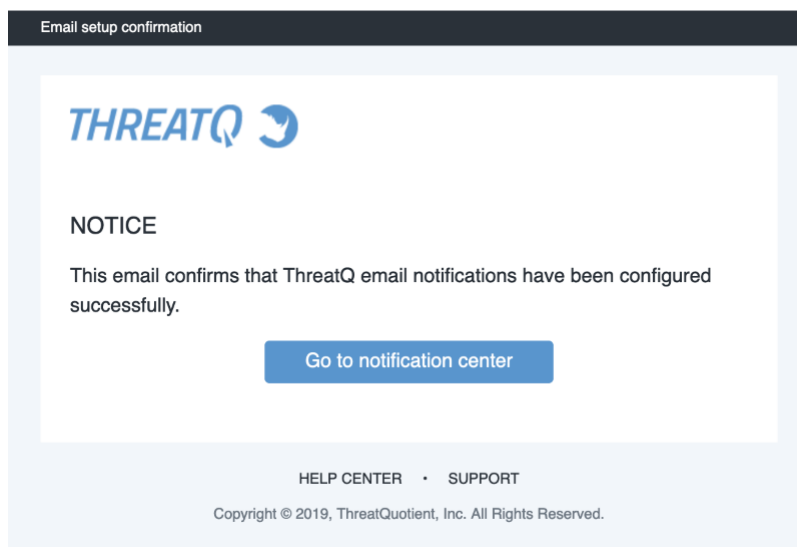 Email setup confirmation
THREATQ
NOTICE
This email confirms that ThreatQ email notifications have been configured
successfully.
Go to notification center
HELP CENTER • SUPPORT
Copyright © 2019, ThreatQuotient, Inc. All Rights Reserved.